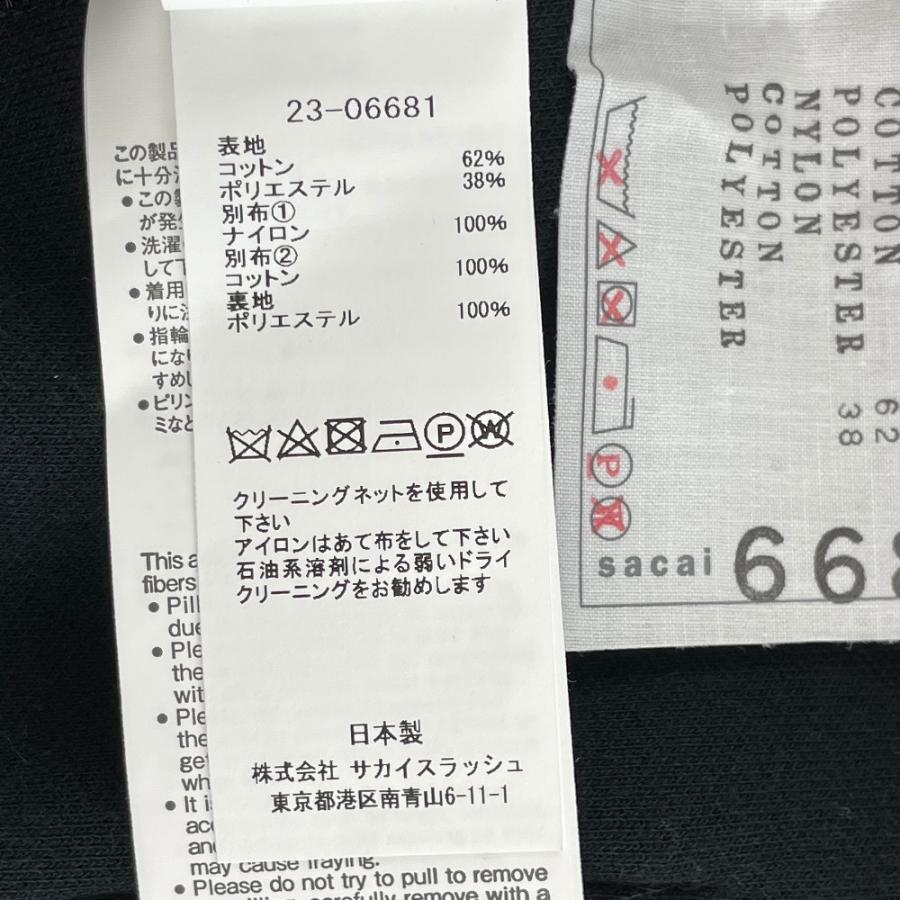 23-06681
表地
コットン 62%
ポリエステル 38%
別布①
ナイロン 100%
別布②
コットン 100%
裏地
ポリエステル 100%
P W
クリーニングネットを使用して
下さい
アイロンはあて布をして下さい
石油系溶剤による弱いドライ
クリーニングをお勧めします
日本製
株式会社 サカイスラッシュ
東京都港区南青山6-11-1
この製品
に十分
● この
が発生
● 洗濯
して
● 着用
りに
● 指輪
にな
すめ
● ピリン
ミなど
This
fibers
●
due
●
the
with
●
the
● It
and
may cause fraying.
● Please do not try to pull to remove
carefully remove with a
COTTON 62
POLYESTER 38
NYLON
COTTON
POLYESTER
P
sacai 668